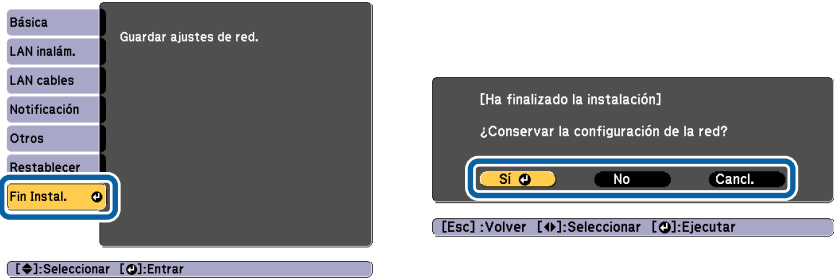 Básica
LAN inalám.
LAN cables
Notificación
Otros
Restablecer
Fin Instal.
Guardar ajustes de red.
[◆]:Seleccionar [⏎]:Entrar
[Ha finalizado la instalación]
¿Conservar la configuración de la red?
Sí No Cancl.
[Esc] :Volver [◀▶]:Seleccionar [⏎]:Ejecutar